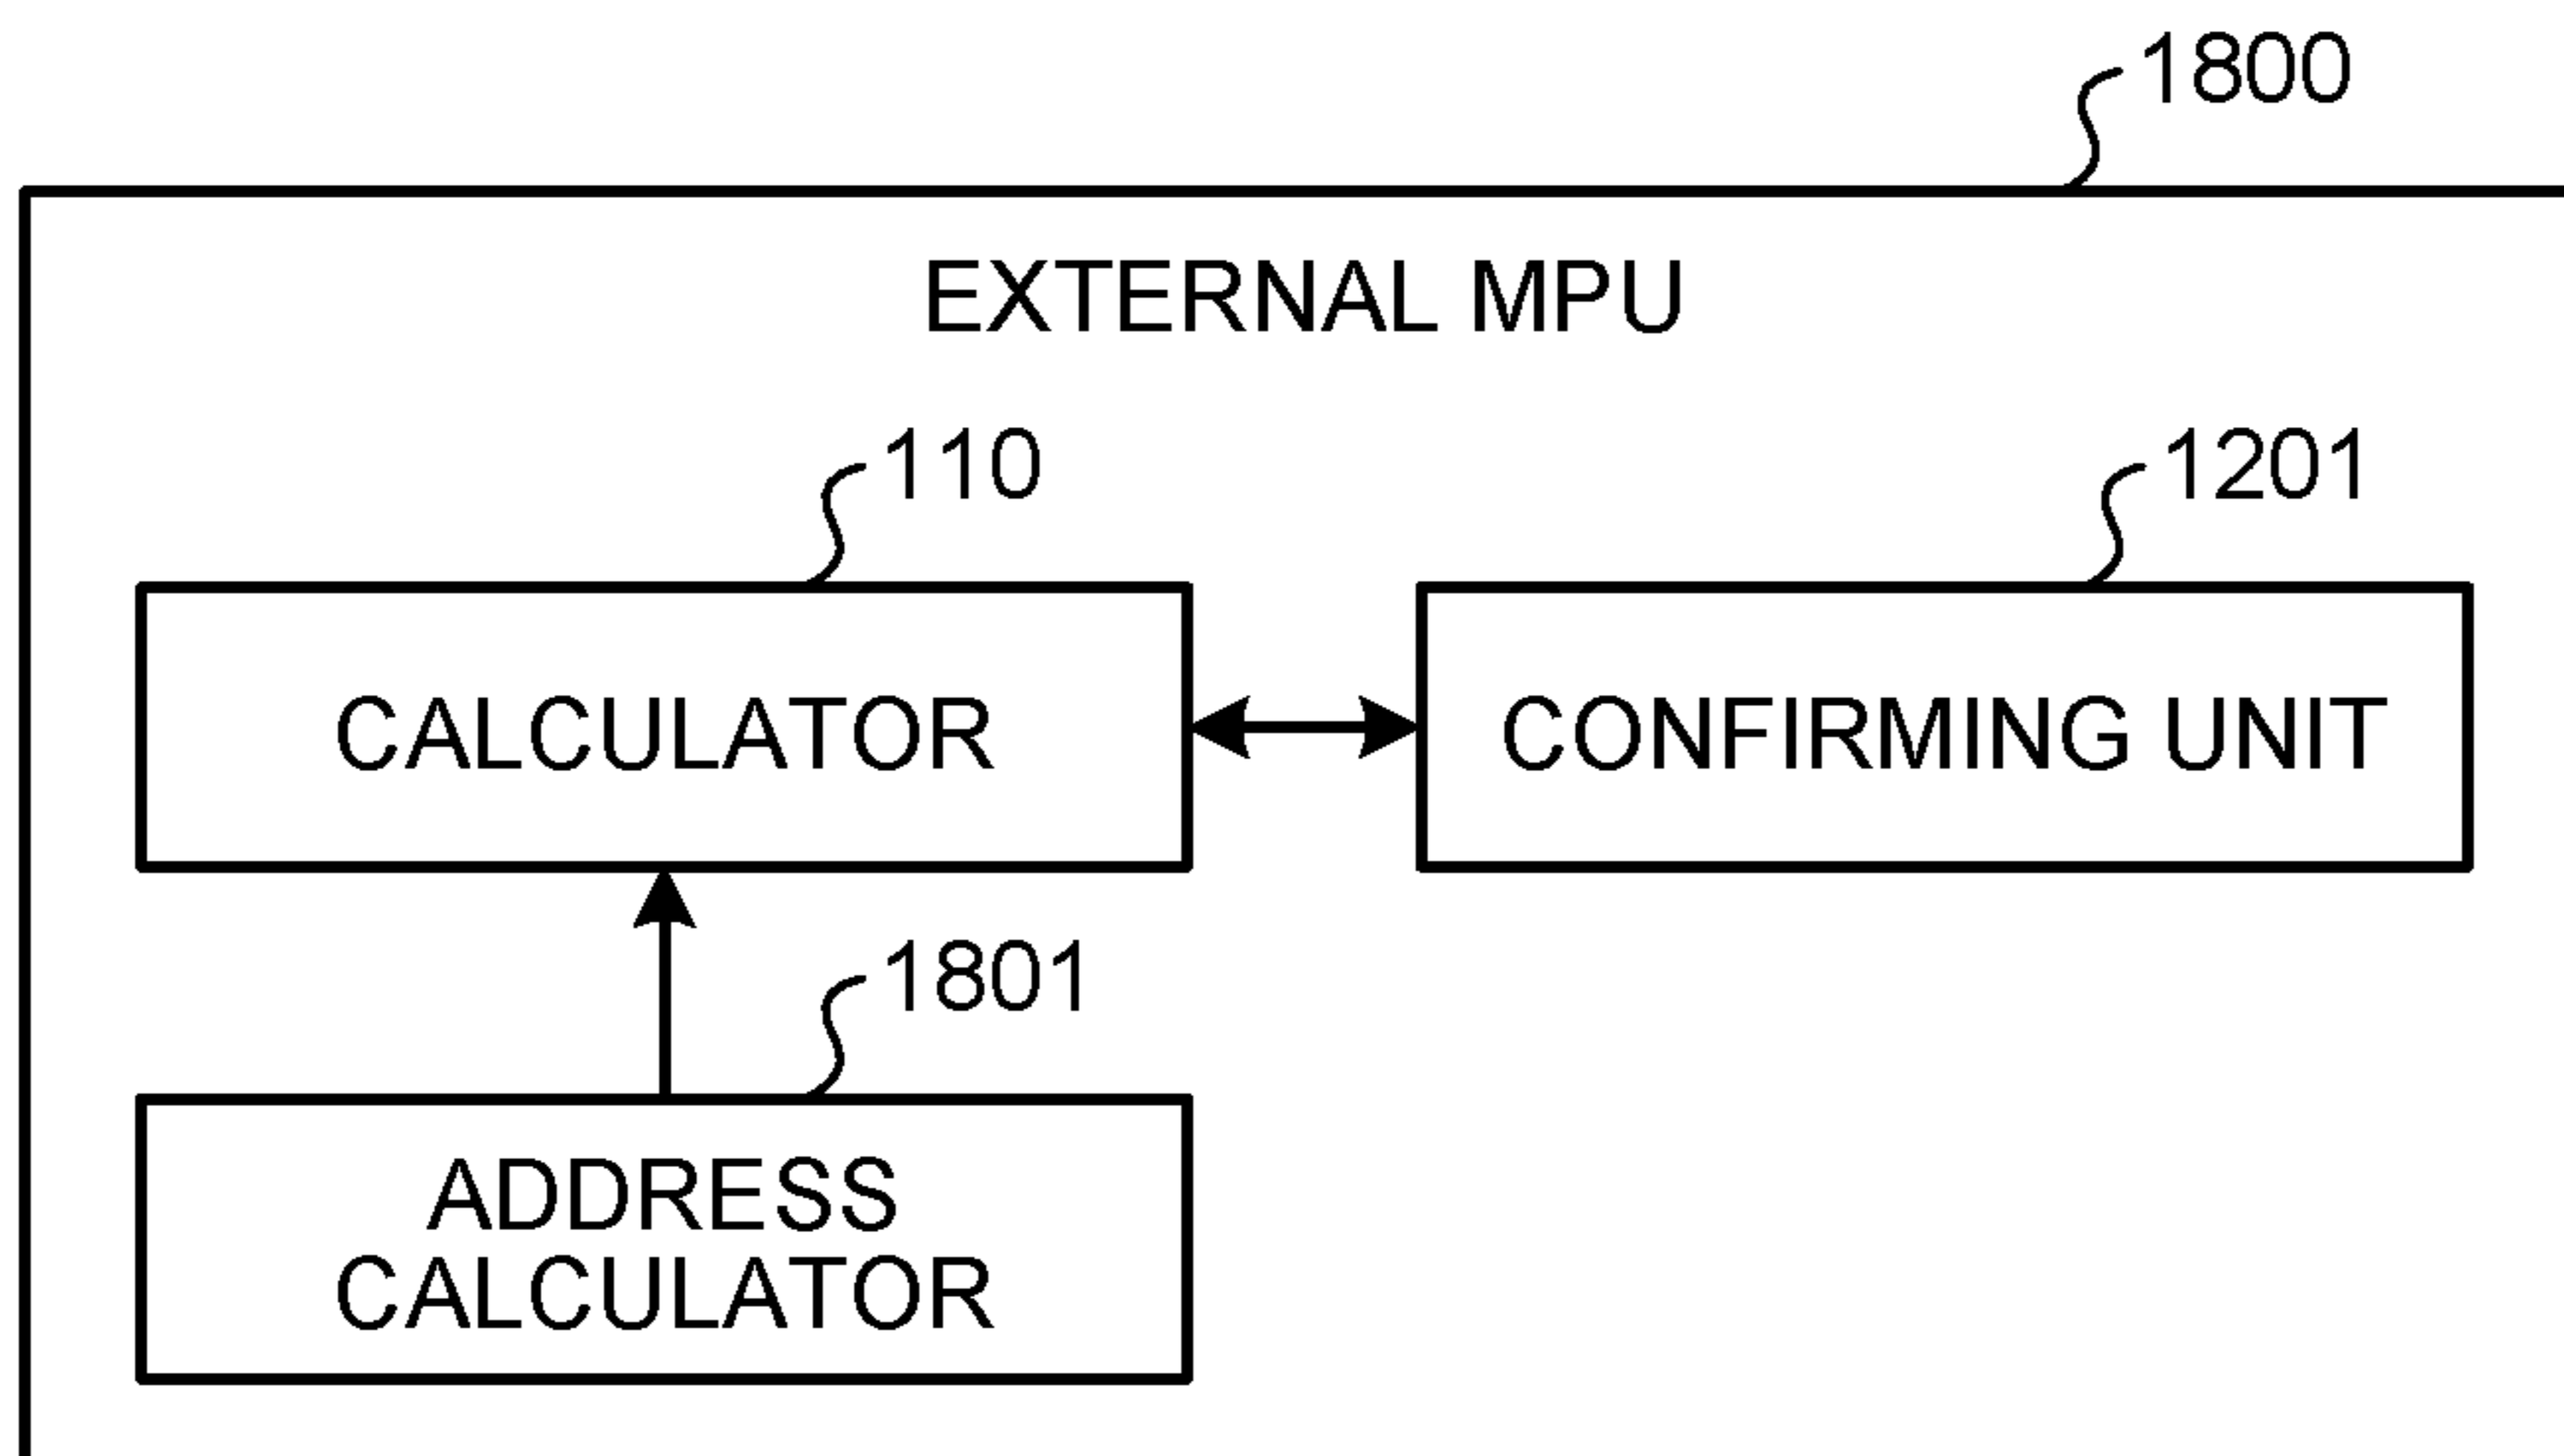 1800
EXTERNAL MPU
110
1201
CALCULATOR
CONFIRMING UNIT
1801
ADDRESS
CALCULATOR